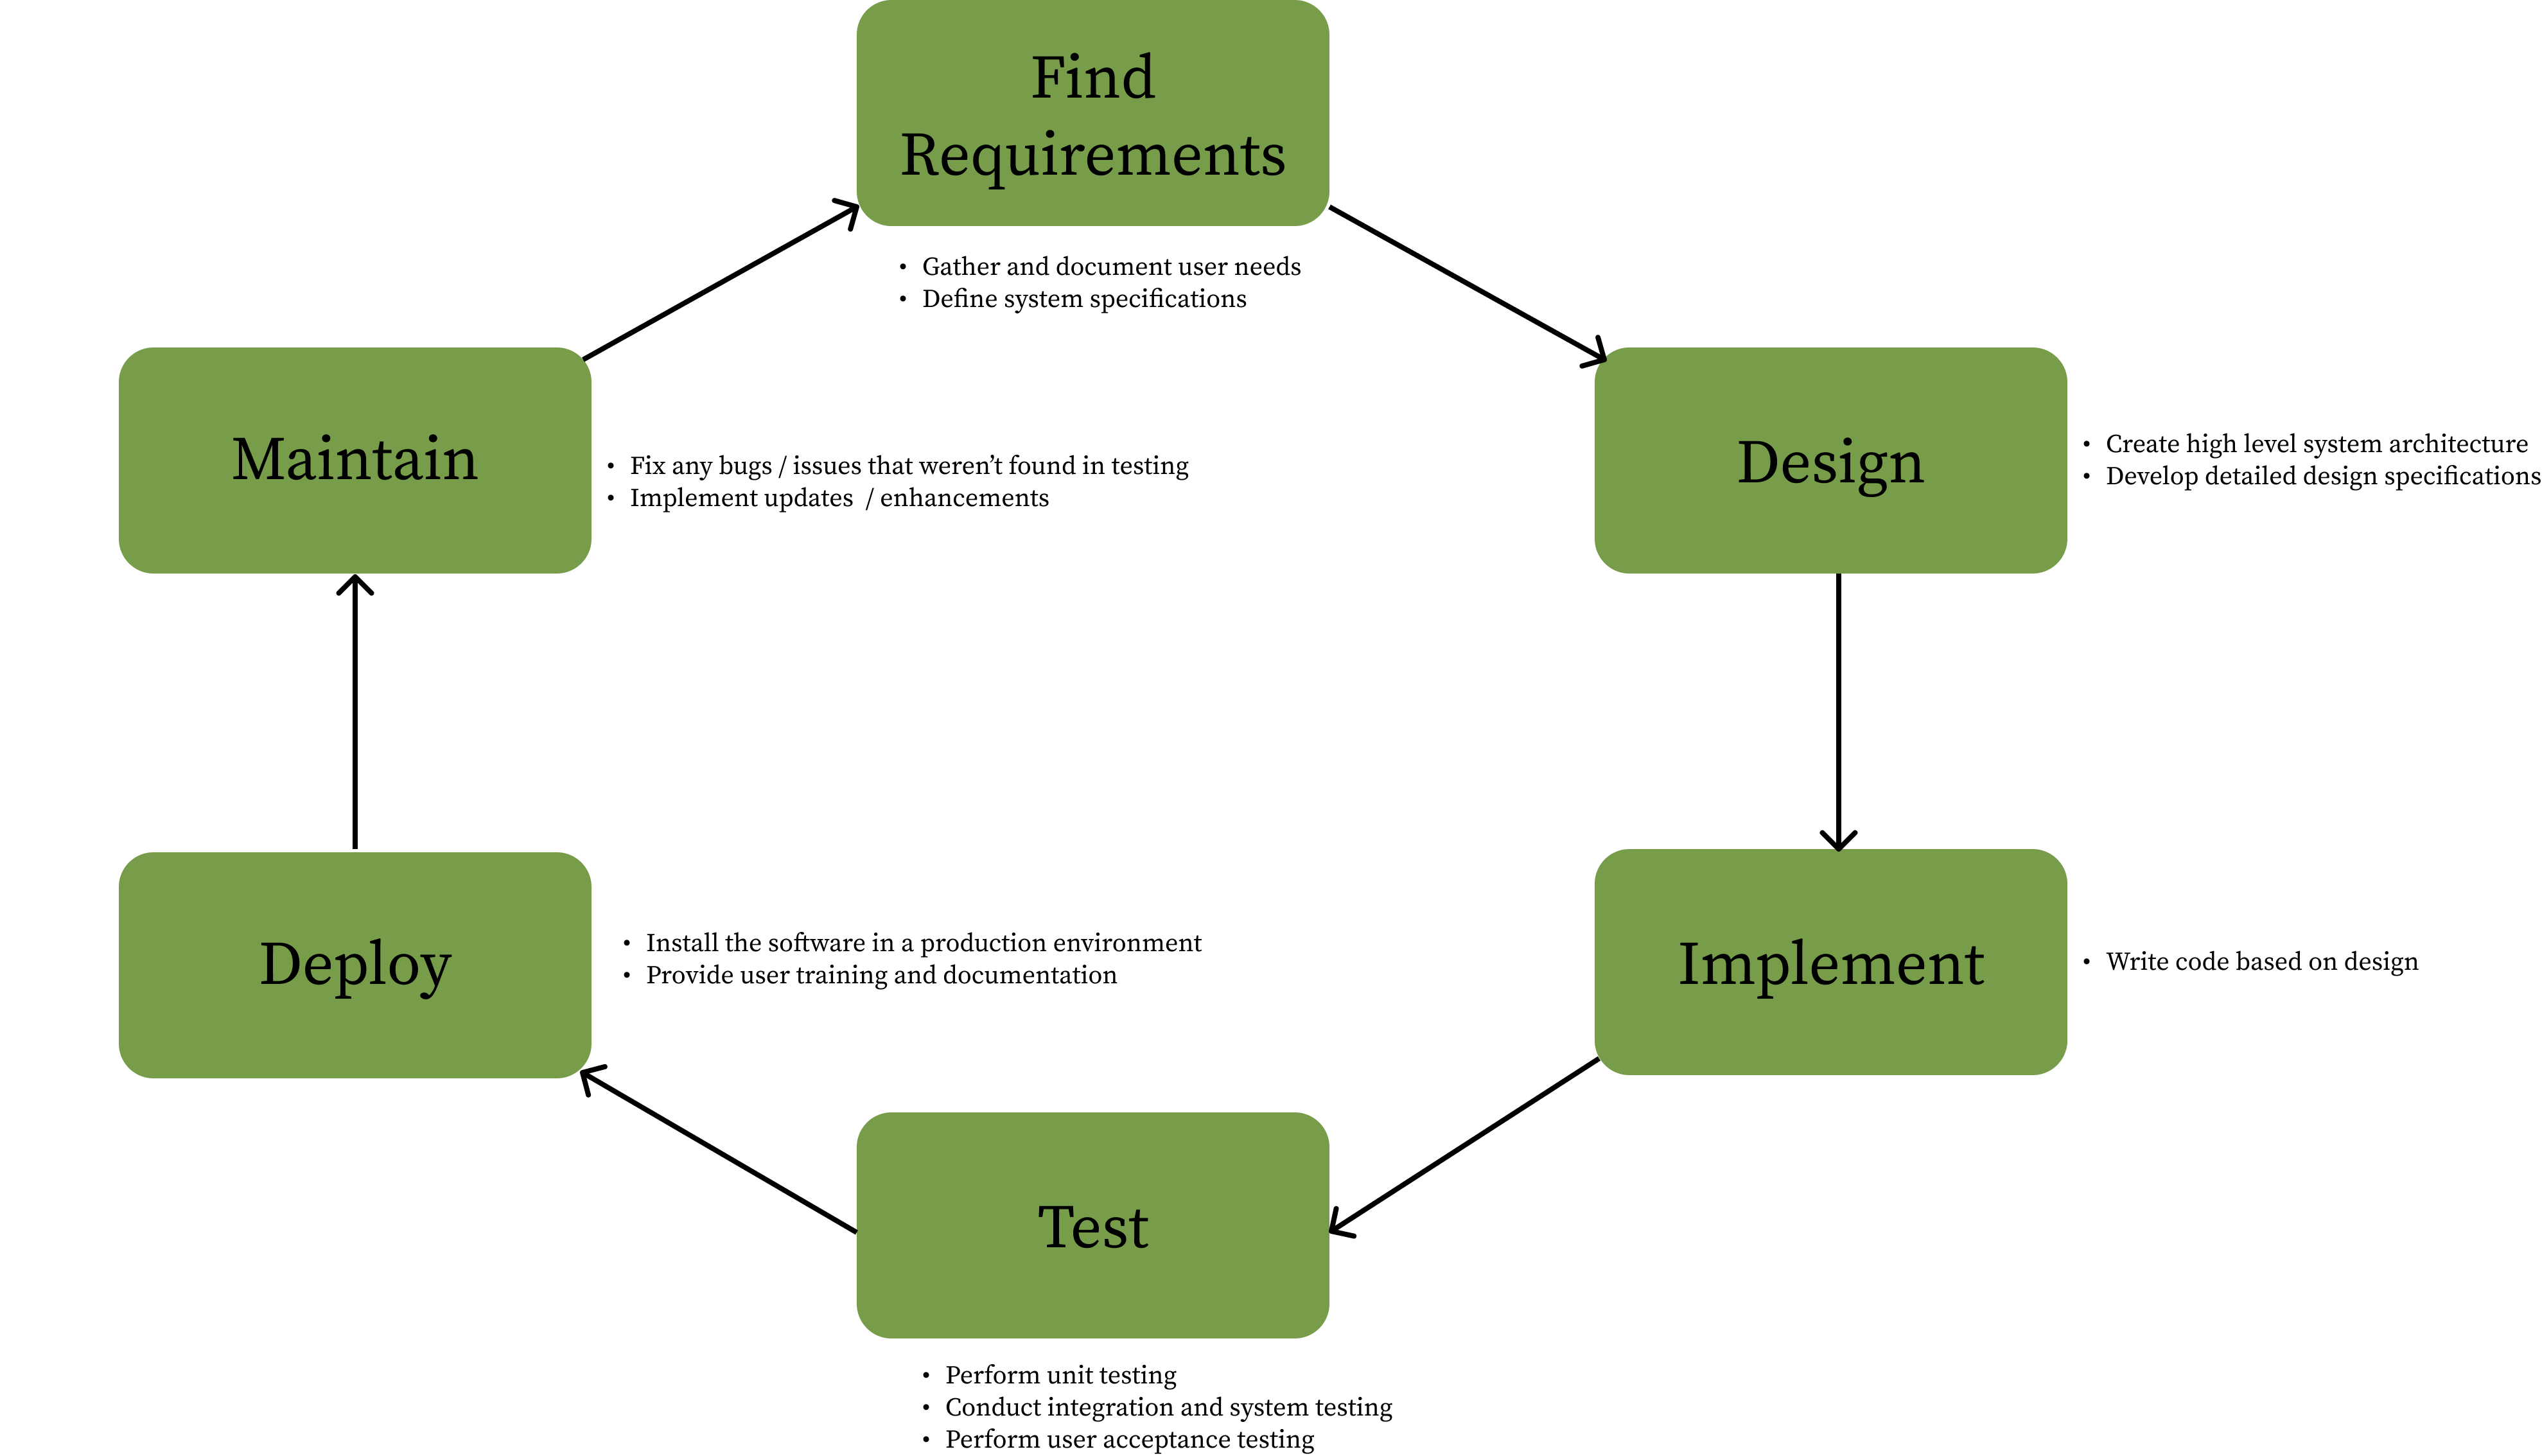 Find
Requirements
• Gather and document user needs
• Define system specifications
Maintain
• Fix any bugs / issues that weren’t found in testing
• Implement updates  / enhancements
Design
• Create high level system architecture
• Develop detailed design specifications
Deploy
• Install the software in a production environment
• Provide user training and documentation
Implement
• Write code based on design
Test
• Perform unit testing
• Conduct integration and system testing
• Perform user acceptance testing